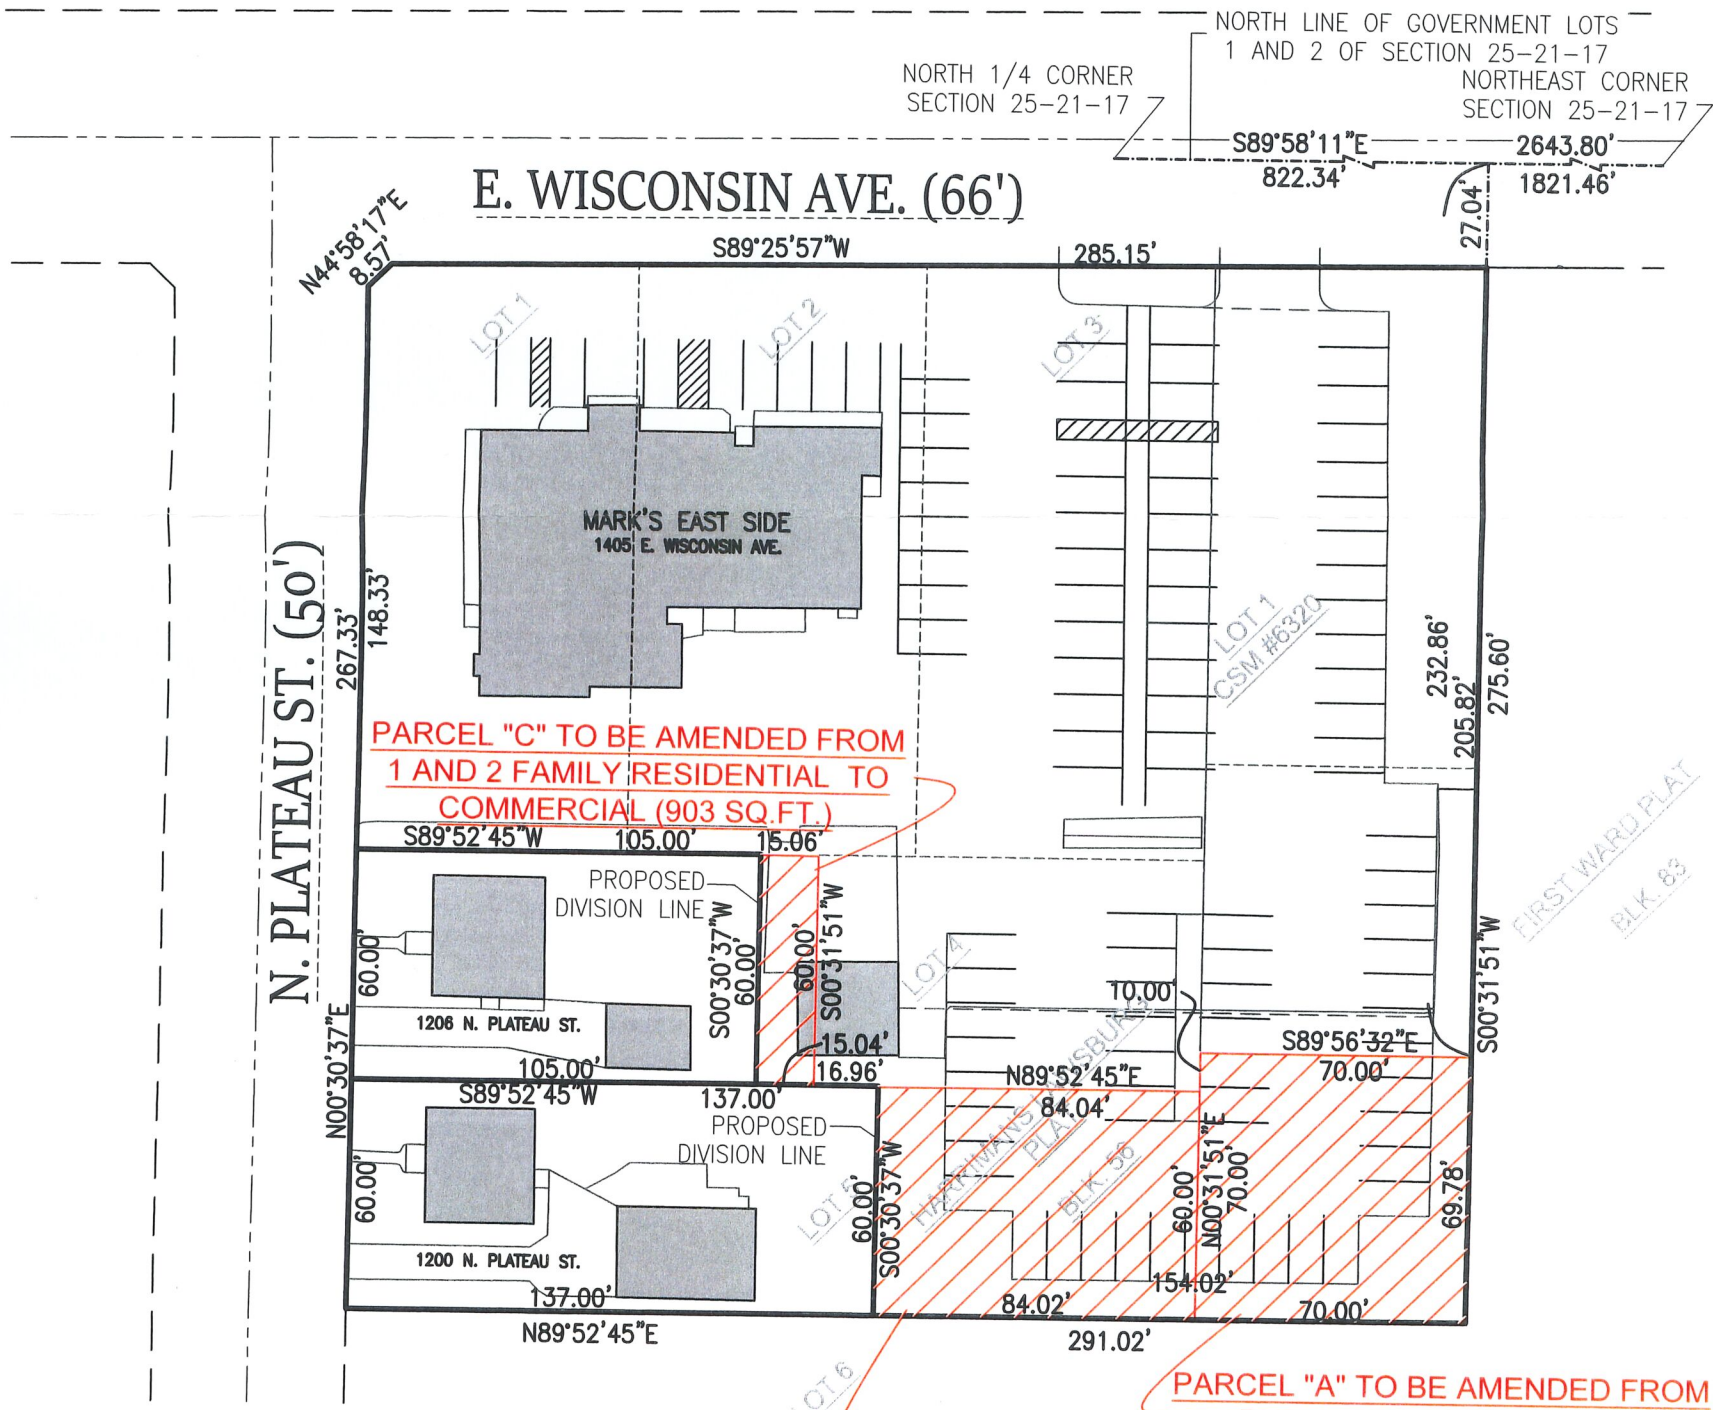 NORTH LINE OF GOVERNMENT LOTS
1 AND 2 OF SECTION 25-21-17
NORTH 1/4 CORNER
SECTION 25-21-17
NORTHEAST CORNER
SECTION 25-21-17
S89°58'11"E
2643.80'
822.34'
1821.46'
27.04'
E. WISCONSIN AVE. (66')
N44°58'17"E
8.57'
S89°25'57"W
285.15'
LOT 1
LOT 2
LOT 3
MARK'S EAST SIDE
1405 E. WISCONSIN AVE.
N. PLATEAU ST. (50')
267.33'
148.33'
LOT 1
CSM #6320
232.86'
205.82'
275.60'
PARCEL "C" TO BE AMENDED FROM
1 AND 2 FAMILY RESIDENTIAL TO
COMMERCIAL (903 SQ.FT.)
S89°52'45"W
105.00'
15.06'
FIRST WARD PLAT
BLK. 83
PROPOSED
DIVISION LINE
S00°30'37"W
60.00'
60.00'
S00°31'51"W
60.00'
LOT 4
10.00'
S00°31'51"W
1206 N. PLATEAU ST.
N00°30'37"E
105.00'
15.04'
16.96'
S89°56'32"E
70.00'
N89°52'45"E
84.04'
S89°52'45"W
137.00'
PROPOSED
DIVISION LINE
HARRIMANS LAWSBURG
PLAT
BLK. 56
LOT 5
60.00'
60.00'
S00°30'37"W
60.00'
N00°31'51"E
70.00'
69.78'
1200 N. PLATEAU ST.
137.00'
154.02'
84.02'
70.00'
N89°52'45"E
291.02'
LOT 6
PARCEL "A" TO BE AMENDED FROM